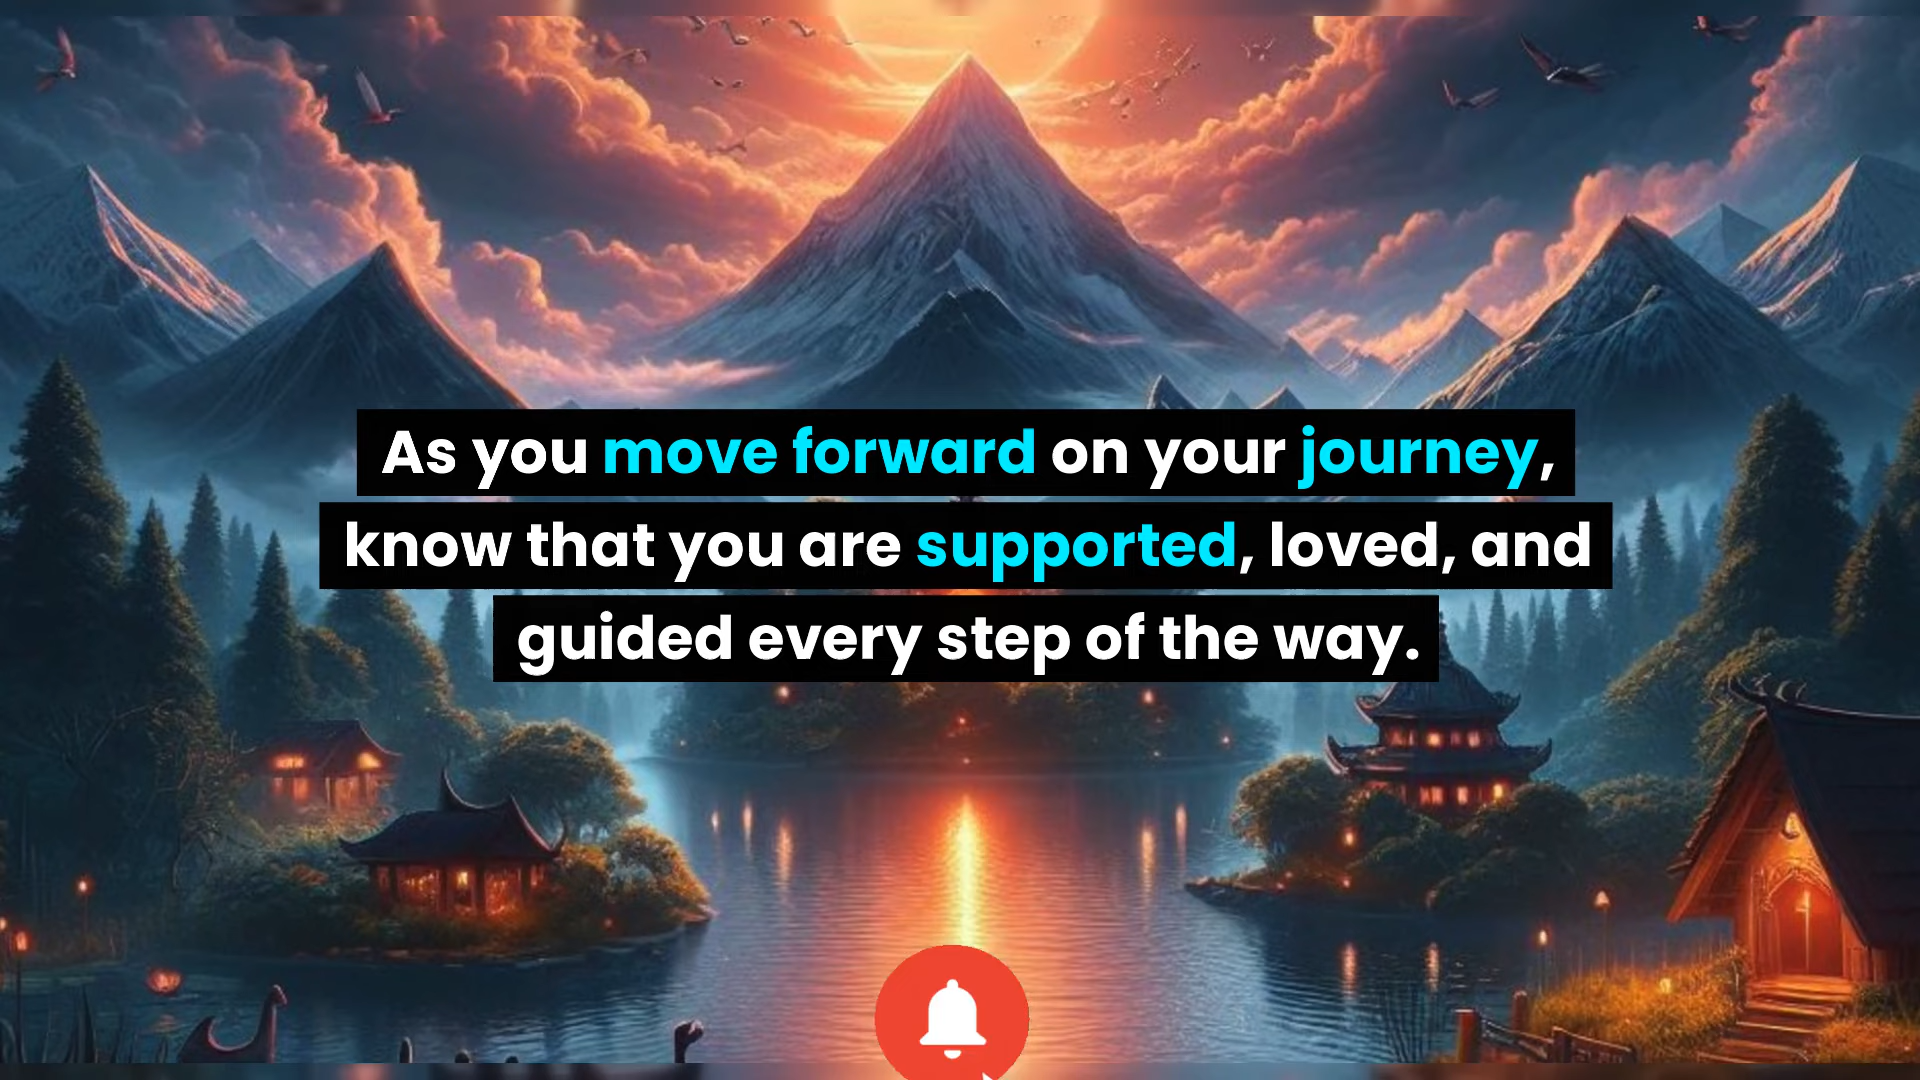 As you move forward on your journey,
know that you are supported, loved, and
guided every step of the way.